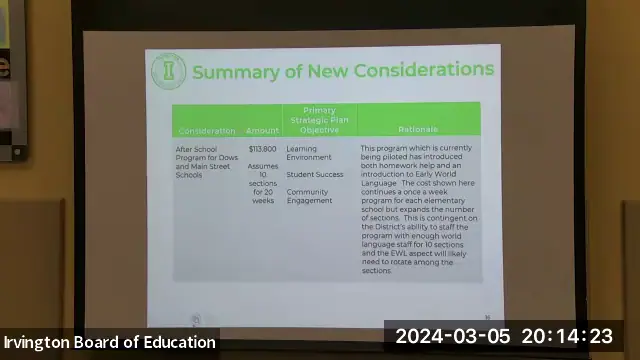 Summary of New Considerations
Consideration
Amount
Primary
Strategic Plan
Objective
Rationale
After School
Program for Dows
and Main Street
Schools
$113,800
Assumes
10
sections
for 20
weeks
Learning
Environment
Student Success
Community
Engagement
This program which is currently
being piloted has introduced
both homework help and an
introduction to Early World
Language. The cost shown here
continues a once a week
program for each elementary
school but expands the number
of sections. This is contingent on
the District's ability to staff the
program with enough world
language staff for 10 sections
and the EWL aspect will likely
need to rotate among the
sections.
Irvington Board of Education
2024-03-05 20:14:23